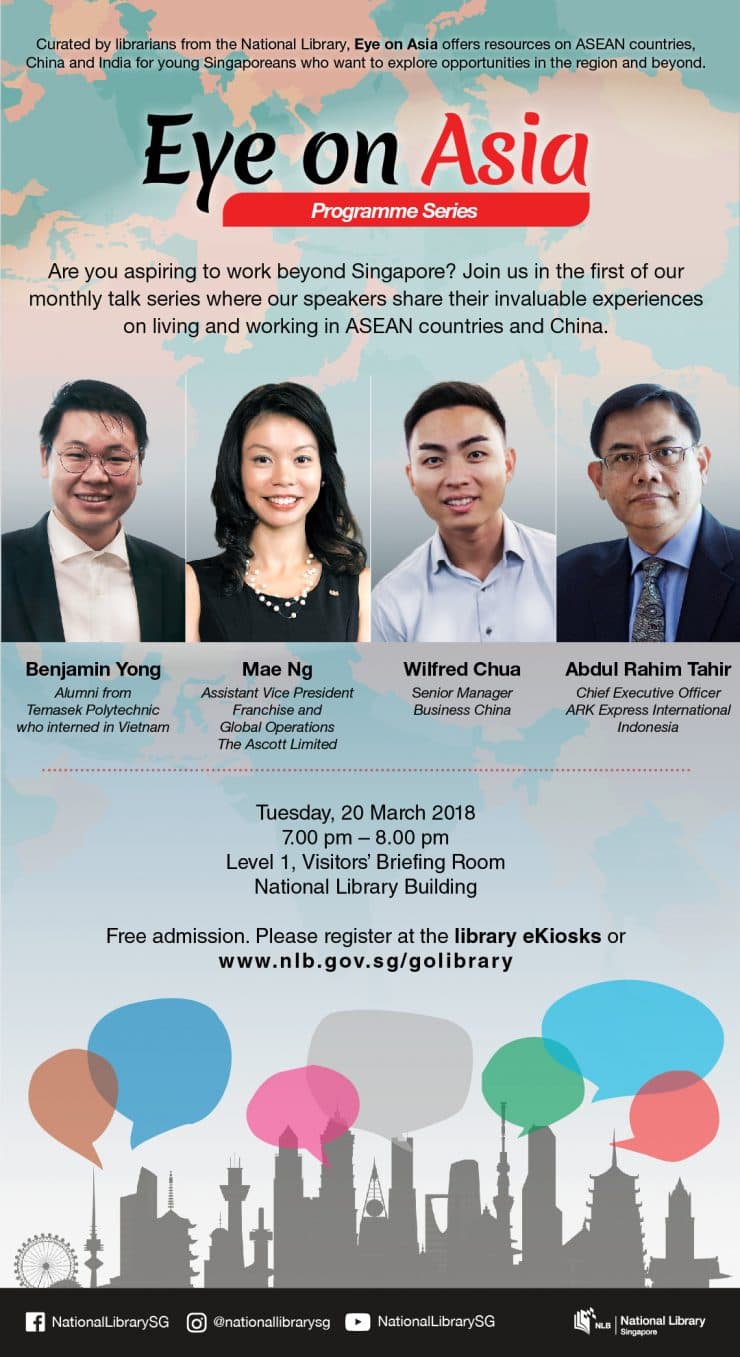 Curated by librarians from the National Library, Eye on Asia offers resources on ASEAN countries,
China and India for young Singaporeans who want to explore opportunities in the region and beyond.
Eye on Asia
Programme Series
Are you aspiring to work beyond Singapore? Join us in the first of our
monthly talk series where our speakers share their invaluable experiences
on living and working in ASEAN countries and China.
Benjamin Yong
Alumni from
Temasek Polytechnic
who interned in Vietnam
Mae Ng
Assistant Vice President
Franchise and
Global Operations
The Ascott Limited
Wilfred Chua
Senior Manager
Business China
Abdul Rahim Tahir
Chief Executive Officer
ARK Express International
Indonesia
Tuesday, 20 March 2018
7.00 pm – 8.00 pm
Level 1, Visitors' Briefing Room
National Library Building
Free admission. Please register at the library eKiosks or
www.nlb.gov.sg/golibrary
NationalLibrarySG
@nationallibrarysg
NationalLibrarySG
NLB
National Library
Singapore